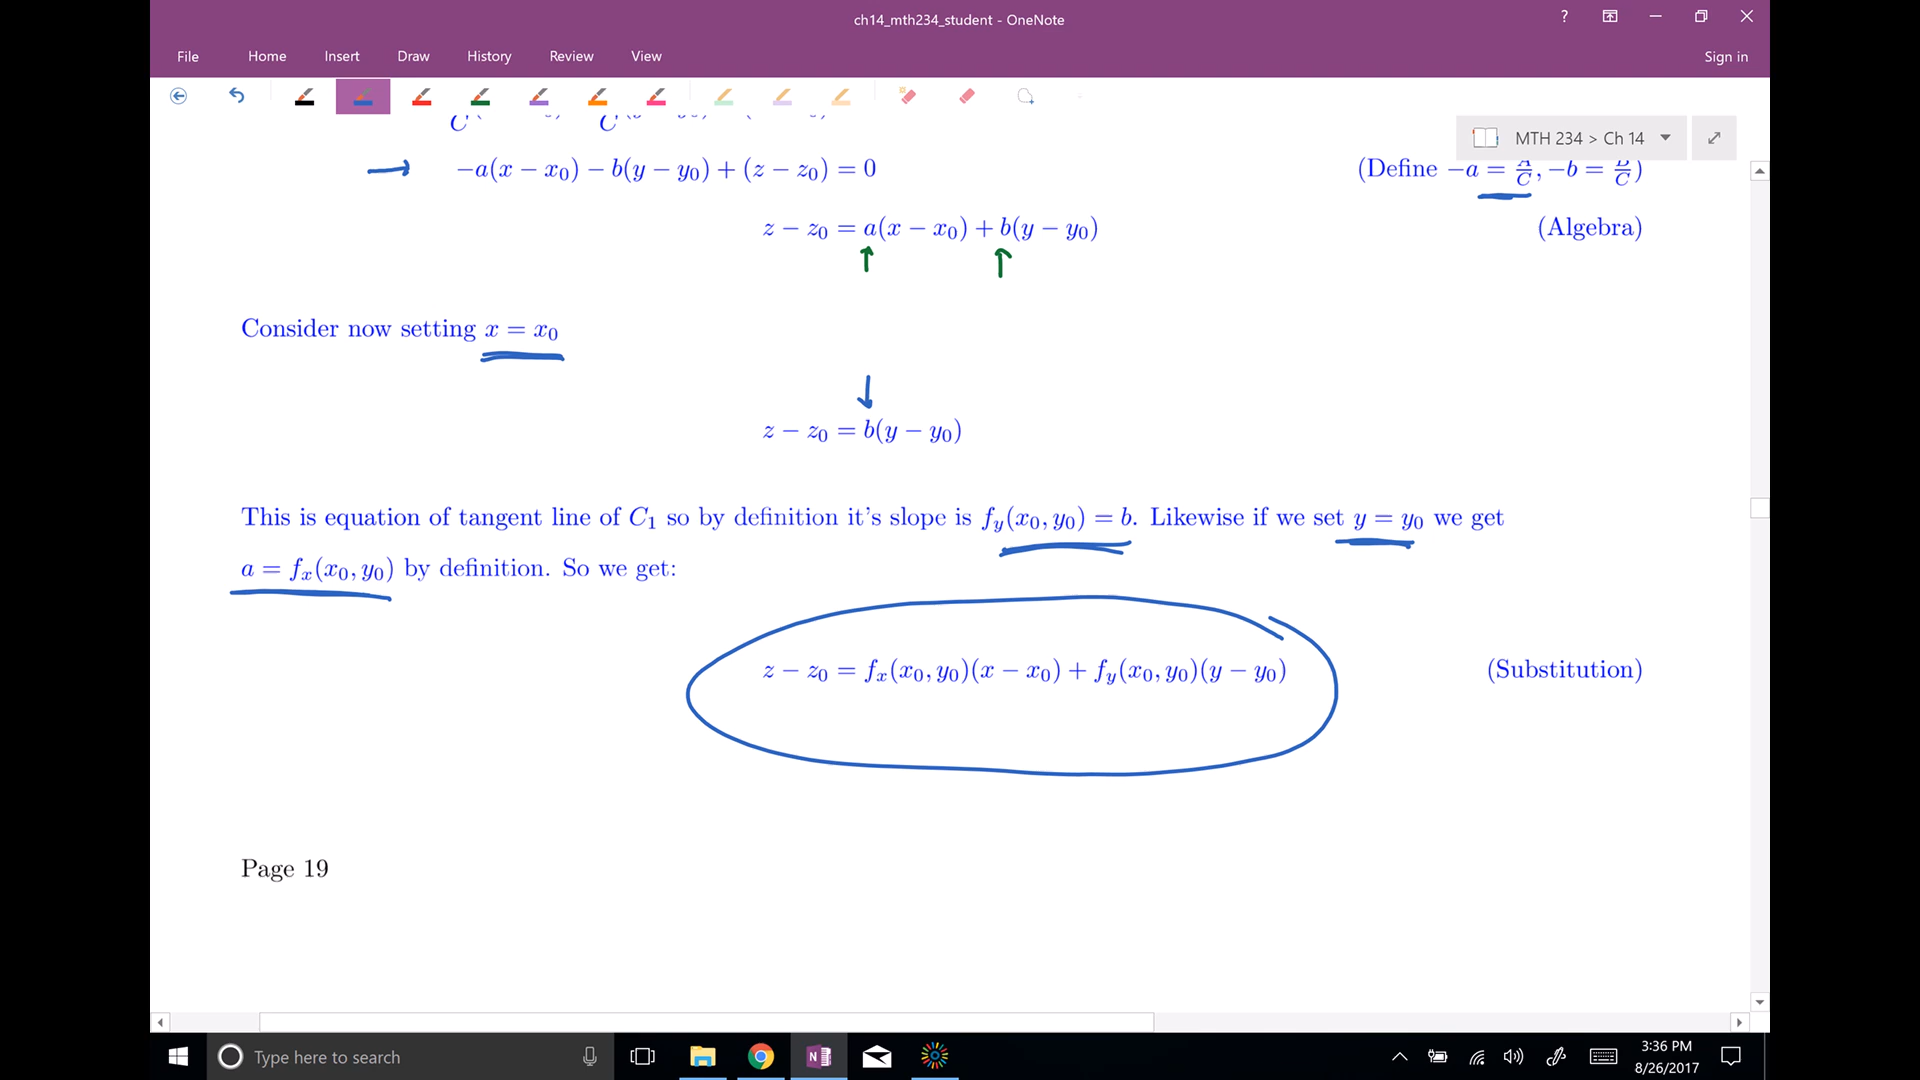 ch14_mth234_student - OneNote
?
File Home Insert Draw History Review View Sign in
MTH 234 > Ch 14
−a(x − x₀) − b(y − y₀) + (z − z₀) = 0 (Define −a = A/C, −b = B/C)
z − z₀ = a(x − x₀) + b(y − y₀) (Algebra)
Consider now setting x = x₀
z − z₀ = b(y − y₀)
This is equation of tangent line of C₁ so by definition it's slope is f_y(x₀, y₀) = b. Likewise if we set y = y₀ we get
a = f_x(x₀, y₀) by definition. So we get:
z − z₀ = f_x(x₀, y₀)(x − x₀) + f_y(x₀, y₀)(y − y₀) (Substitution)
Page 19
Type here to search
N
3:36 PM
8/26/2017